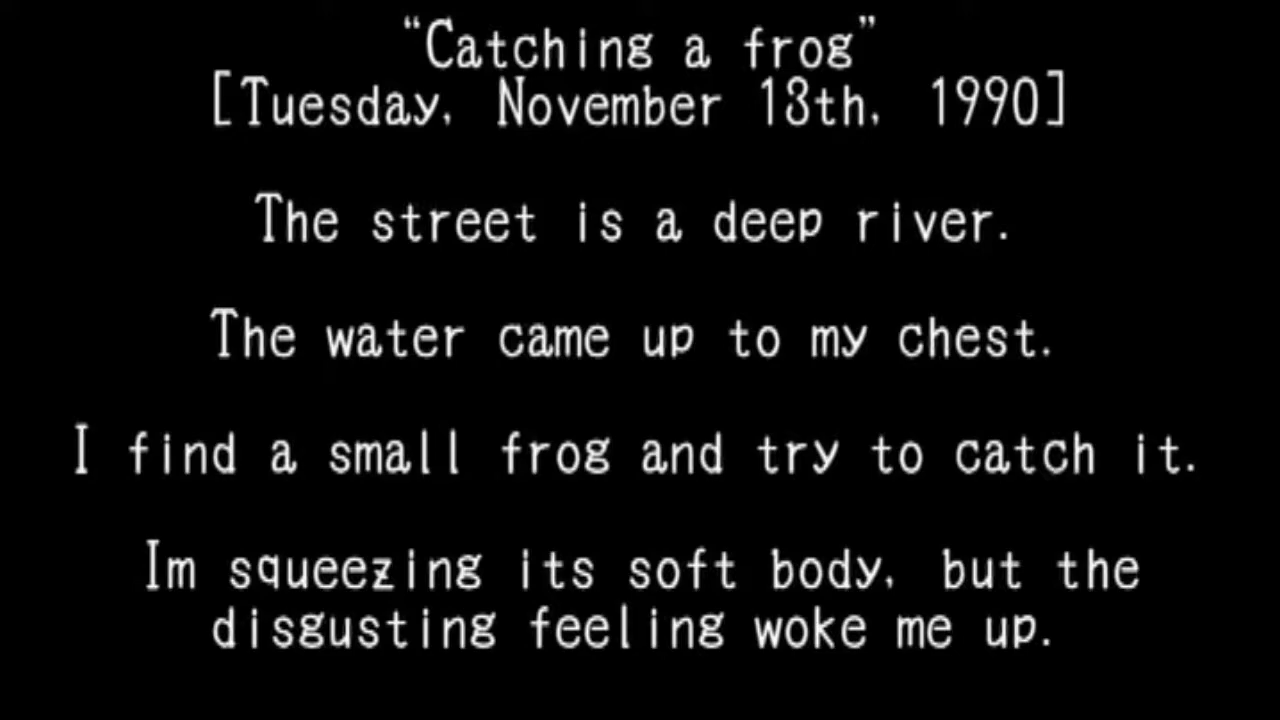 “Catching a frog”
[Tuesday, November 13th, 1990]
The street is a deep river.
The water came up to my chest.
I find a small frog and try to catch it.
Im squeezing its soft body, but the
disgusting feeling woke me up.